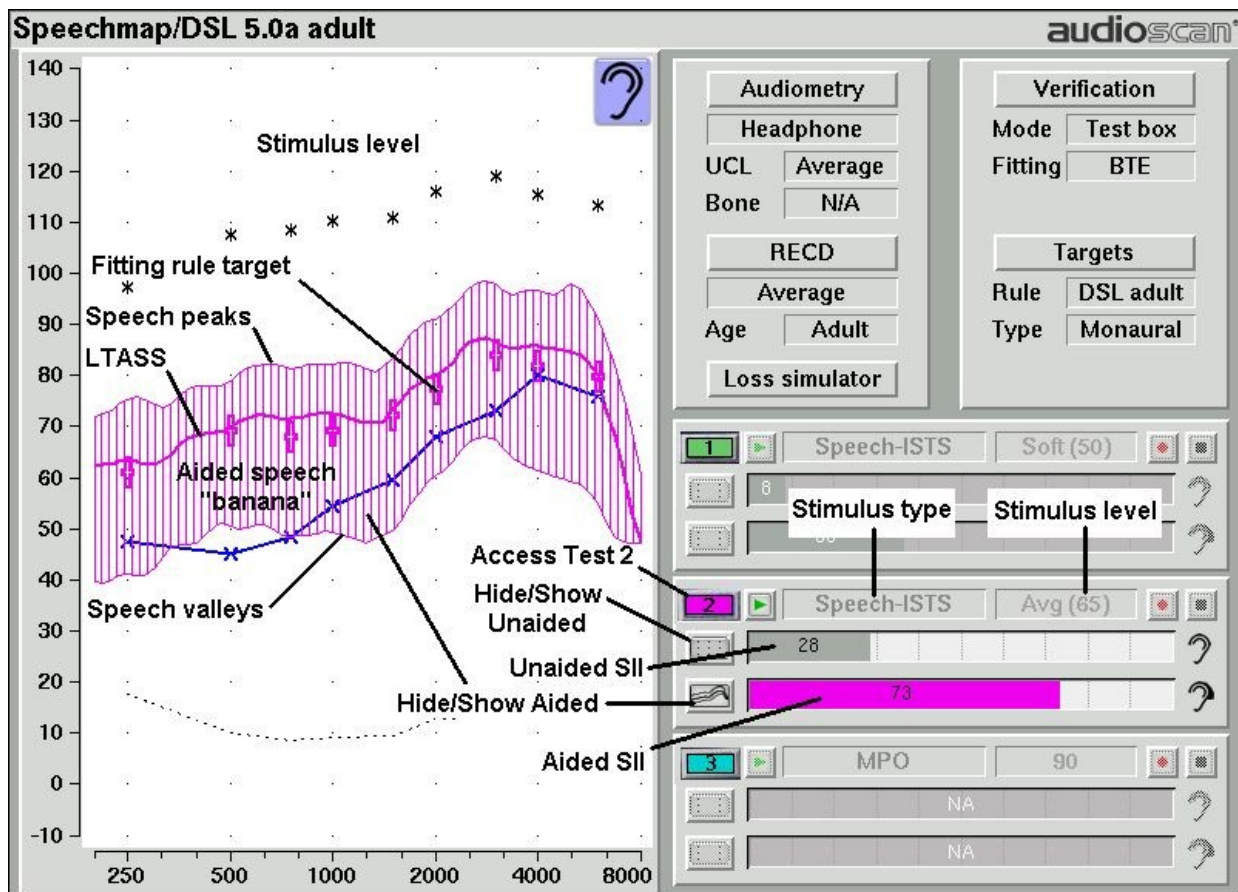 Speechmap/DSL 5.0a adult
audioscan®
140
130
120
110
100
90
80
70
60
50
40
30
20
10
0
-10
250 500 1000 2000 4000 8000
Stimulus level
Fitting rule target
Speech peaks
LTASS
Aided speech
"banana"
Speech valleys
Audiometry
Headphone
UCL Average
Bone N/A
RECD
Average
Age Adult
Loss simulator
Verification
Mode Test box
Fitting BTE
Targets
Rule DSL adult
Type Monaural
1 Speech-ISTS Soft (50)
8
Stimulus type Stimulus level
Access Test 2
2 Speech-ISTS Avg (65)
Hide/Show
Unaided
28
Unaided SII
Hide/Show Aided
73
Aided SII
3 MPO 90
NA
NA